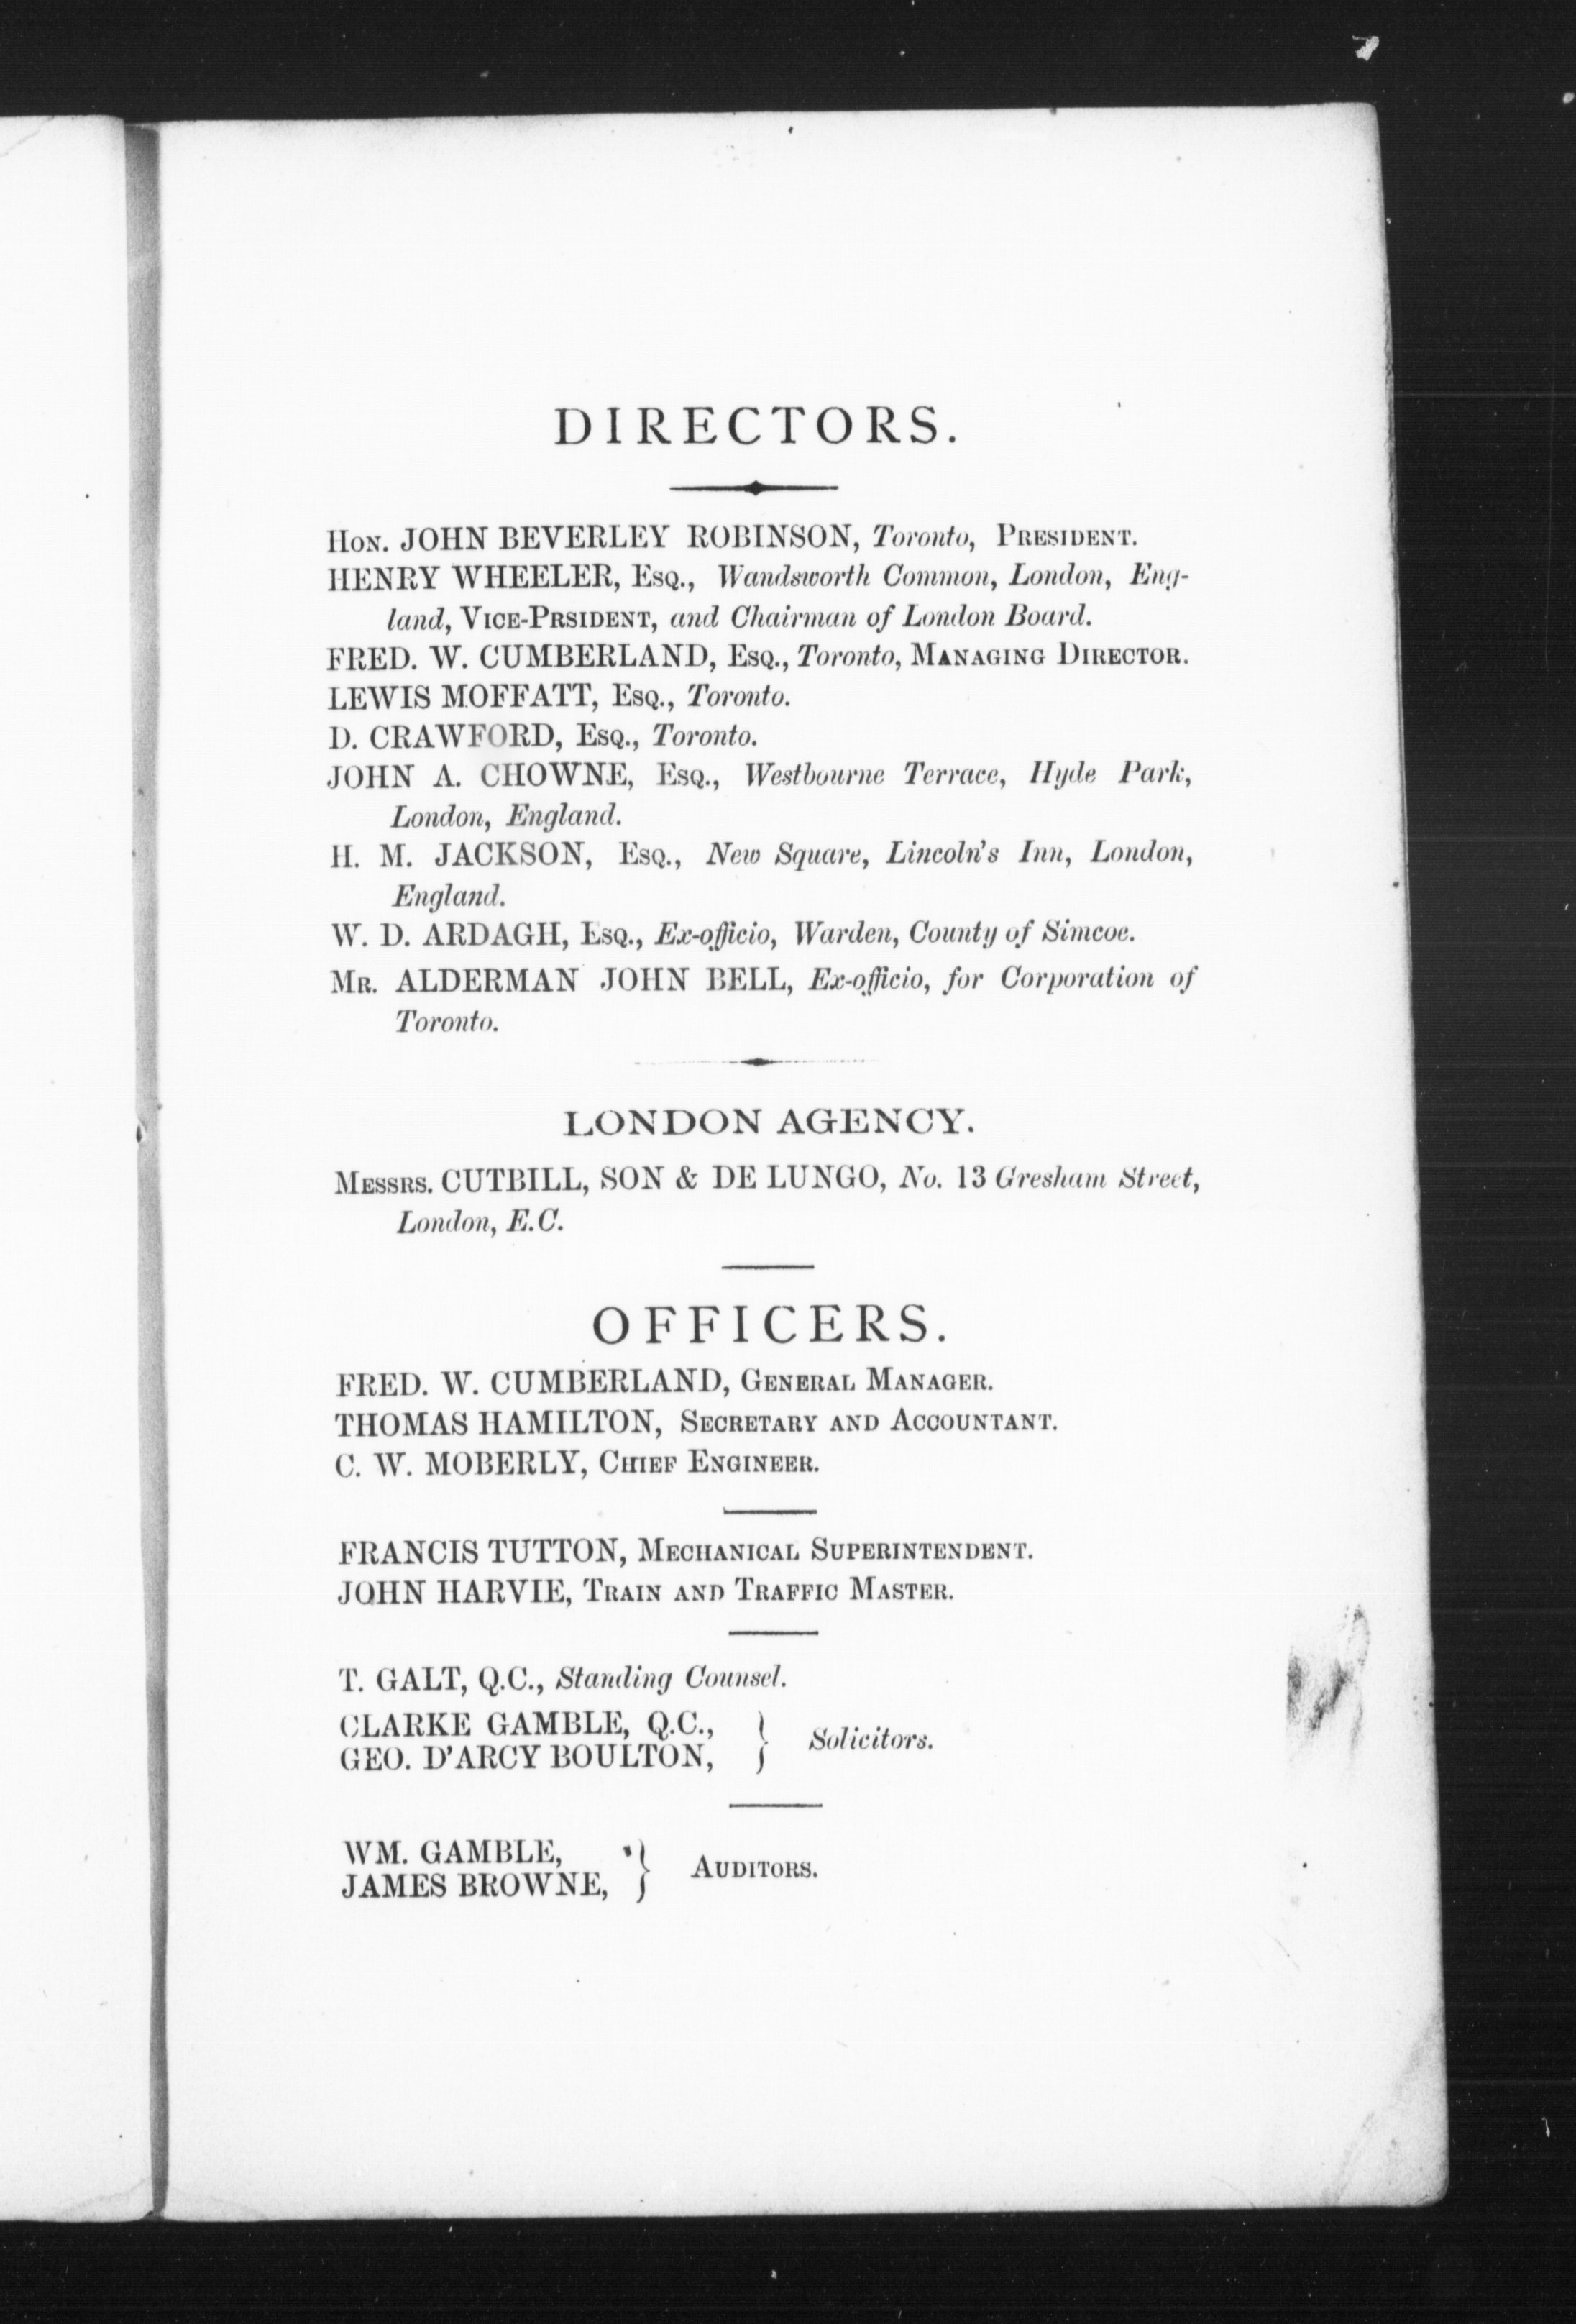 DIRECTORS.
Hon. JOHN BEVERLEY ROBINSON, Toronto, President.
HENRY WHEELER, Esq., Wandsworth Common, London, Eng-
land, Vice-Prsident, and Chairman of London Board.
FRED. W. CUMBERLAND, Esq., Toronto, Managing Director.
LEWIS MOFFATT, Esq., Toronto.
D. CRAWFORD, Esq., Toronto.
JOHN A. CHOWNE, Esq., Westbourne Terrace, Hyde Park,
London, England.
H. M. JACKSON, Esq., New Square, Lincoln's Inn, London,
England.
W. D. ARDAGH, Esq., Ex-officio, Warden, County of Simcoe.
Mr. ALDERMAN JOHN BELL, Ex-officio, for Corporation of
Toronto.
LONDON AGENCY.
Messrs. CUTBILL, SON & DE LUNGO, No. 13 Gresham Street,
London, E.C.
OFFICERS.
FRED. W. CUMBERLAND, General Manager.
THOMAS HAMILTON, Secretary and Accountant.
C. W. MOBERLY, Chief Engineer.
FRANCIS TUTTON, Mechanical Superintendent.
JOHN HARVIE, Train and Traffic Master.
T. GALT, Q.C., Standing Counsel.
CLARKE GAMBLE, Q.C.,
GEO. D'ARCY BOULTON, } Solicitors.
WM. GAMBLE,
JAMES BROWNE, } Auditors.